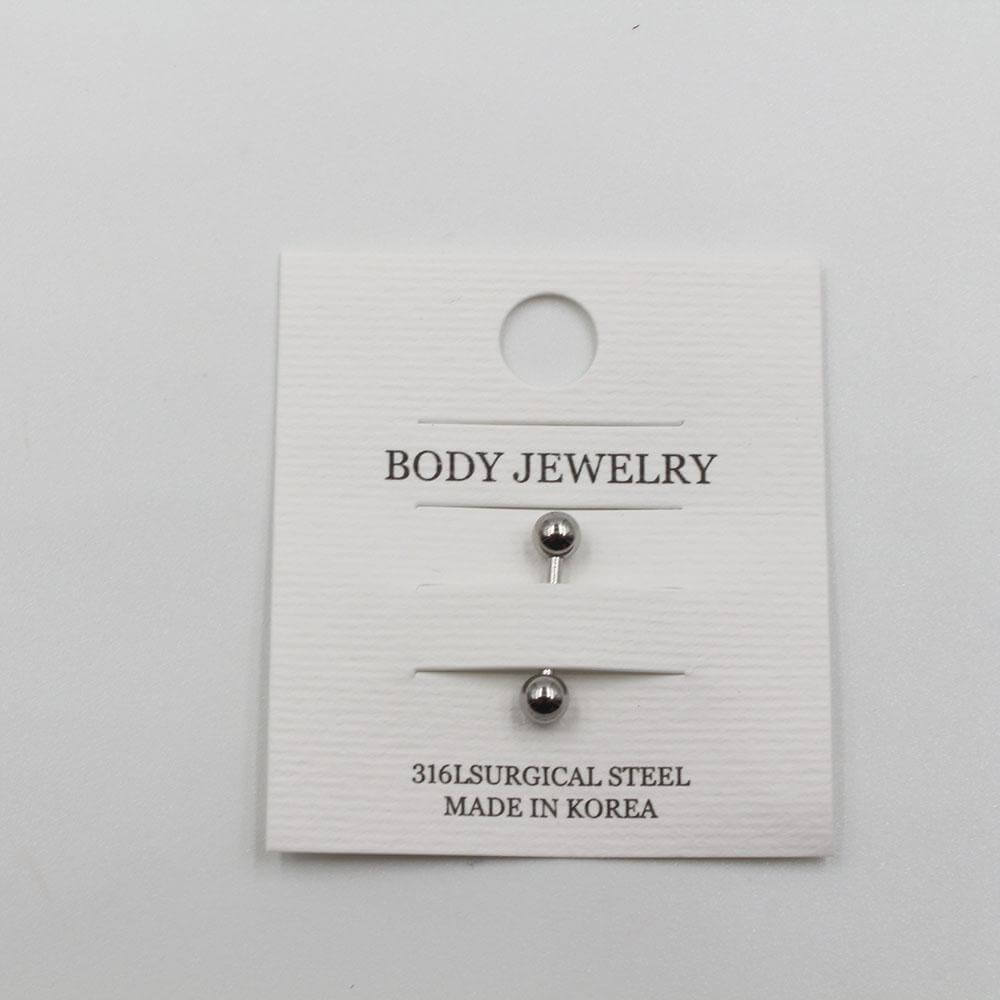 BODY JEWELRY
316LSURGICAL STEEL
MADE IN KOREA